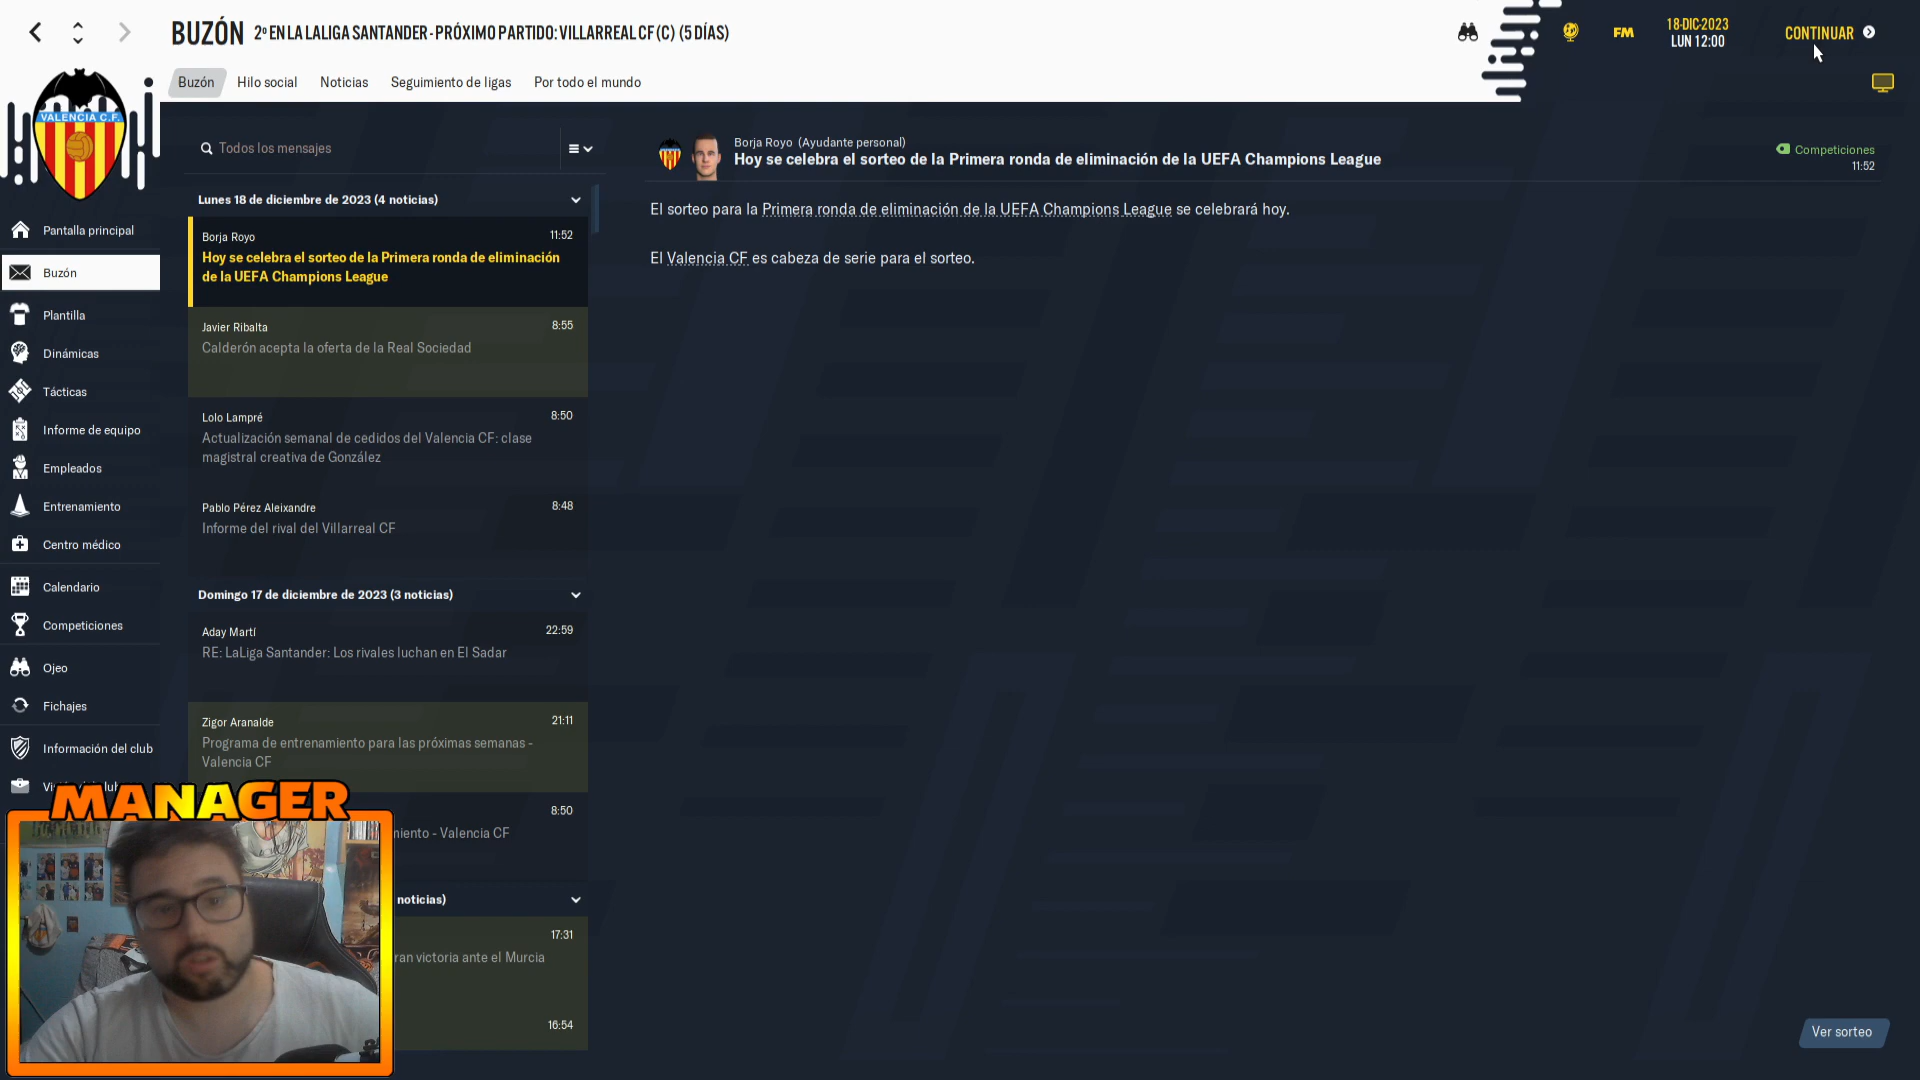 BUZÓN
2º EN LA LALIGA SANTANDER - PRÓXIMO PARTIDO: VILLARREAL CF (C) (5 DÍAS)
FM
18-DIC-2023
LUN 12:00
CONTINUAR
Buzón
Hilo social
Noticias
Seguimiento de ligas
Por todo el mundo
VALENCIA C.F.
Pantalla principal
Buzón
Plantilla
Dinámicas
Tácticas
Informe de equipo
Empleados
Entrenamiento
Centro médico
Calendario
Competiciones
Ojeo
Fichajes
Información del club
Todos los mensajes
Lunes 18 de diciembre de 2023 (4 noticias)
Borja Royo
11:52
Hoy se celebra el sorteo de la Primera ronda de eliminación
de la UEFA Champions League
Javier Ribalta
8:55
Calderón acepta la oferta de la Real Sociedad
Lolo Lampré
8:50
Actualización semanal de cedidos del Valencia CF: clase
magistral creativa de González
Pablo Pérez Aleixandre
8:48
Informe del rival del Villarreal CF
Domingo 17 de diciembre de 2023 (3 noticias)
Aday Martí
22:59
RE: LaLiga Santander: Los rivales luchan en El Sadar
Zigor Aranalde
21:11
Programa de entrenamiento para las próximas semanas -
Valencia CF
8:50
miento - Valencia CF
noticias)
17:31
ran victoria ante el Murcia
16:54
MANAGER
Borja Royo (Ayudante personal)
Hoy se celebra el sorteo de la Primera ronda de eliminación de la UEFA Champions League
Competiciones
11:52
El sorteo para la Primera ronda de eliminación de la UEFA Champions League se celebrará hoy.
El Valencia CF es cabeza de serie para el sorteo.
Ver sorteo